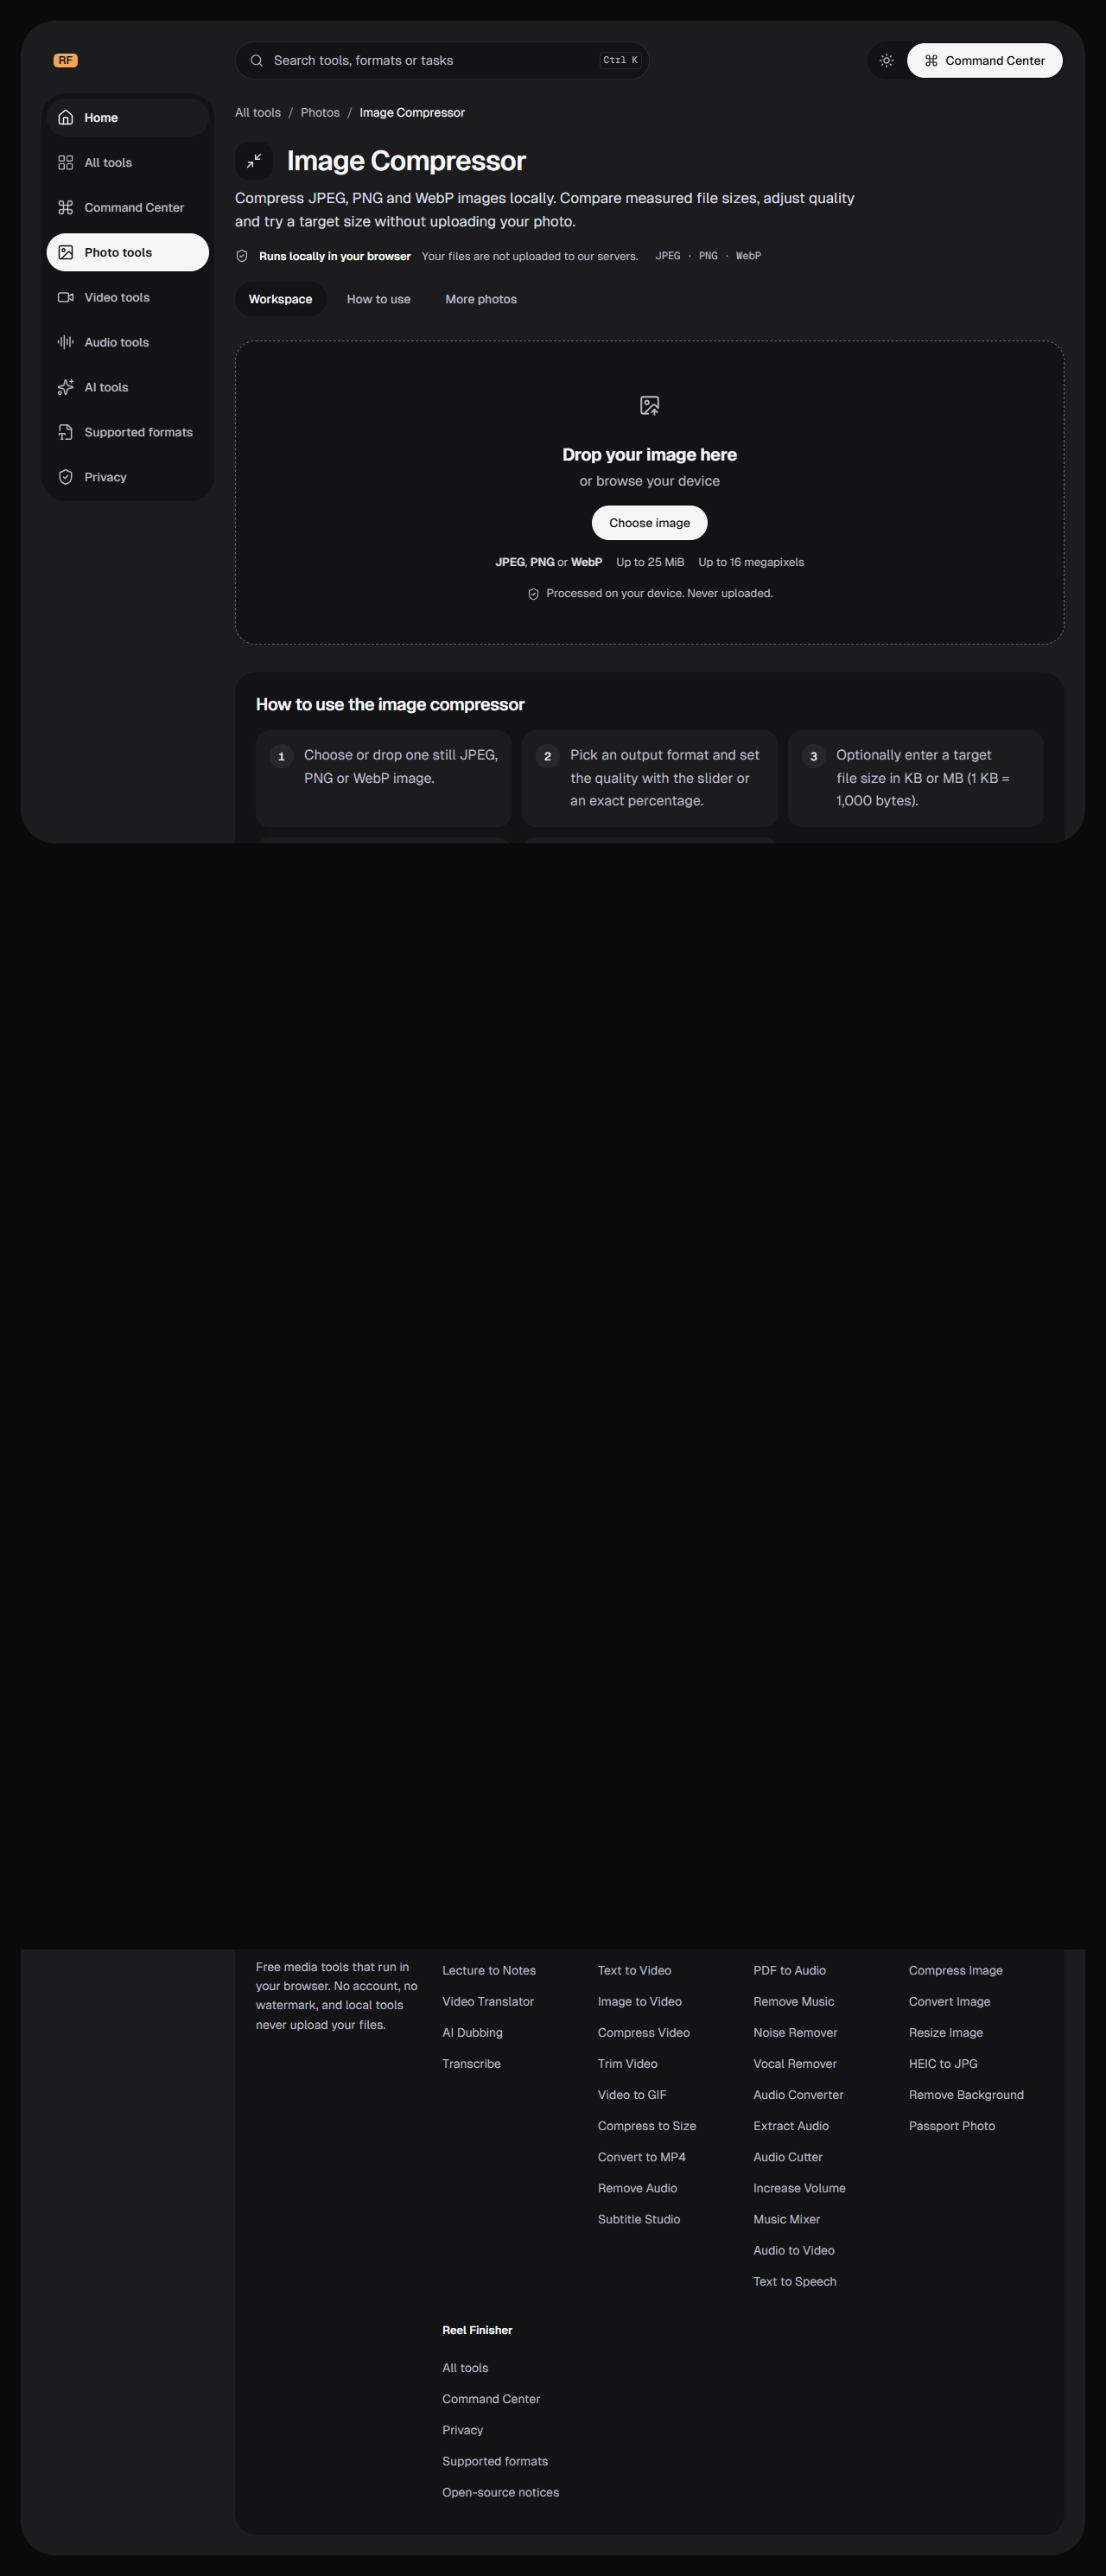 RF
Search tools, formats or tasks
Ctrl K
Command Center
Home
All tools
Command Center
Photo tools
Video tools
Audio tools
AI tools
Supported formats
Privacy
All tools / Photos / Image Compressor
Image Compressor
Compress JPEG, PNG and WebP images locally. Compare measured file sizes, adjust quality
and try a target size without uploading your photo.
Runs locally in your browser Your files are not uploaded to our servers. JPEG · PNG · WebP
Workspace
How to use
More photos
Drop your image here
or browse your device
Choose image
JPEG, PNG or WebP Up to 25 MiB Up to 16 megapixels
Processed on your device. Never uploaded.
How to use the image compressor
1
Choose or drop one still JPEG,
PNG or WebP image.
2
Pick an output format and set
the quality with the slider or
an exact percentage.
3
Optionally enter a target
file size in KB or MB (1 KB =
1,000 bytes).
Free media tools that run in
your browser. No account, no
watermark, and local tools
never upload your files.
Lecture to Notes
Video Translator
AI Dubbing
Transcribe
Text to Video
Image to Video
Compress Video
Trim Video
Video to GIF
Compress to Size
Convert to MP4
Remove Audio
Subtitle Studio
PDF to Audio
Remove Music
Noise Remover
Vocal Remover
Audio Converter
Extract Audio
Audio Cutter
Increase Volume
Music Mixer
Audio to Video
Text to Speech
Compress Image
Convert Image
Resize Image
HEIC to JPG
Remove Background
Passport Photo
Reel Finisher
All tools
Command Center
Privacy
Supported formats
Open-source notices